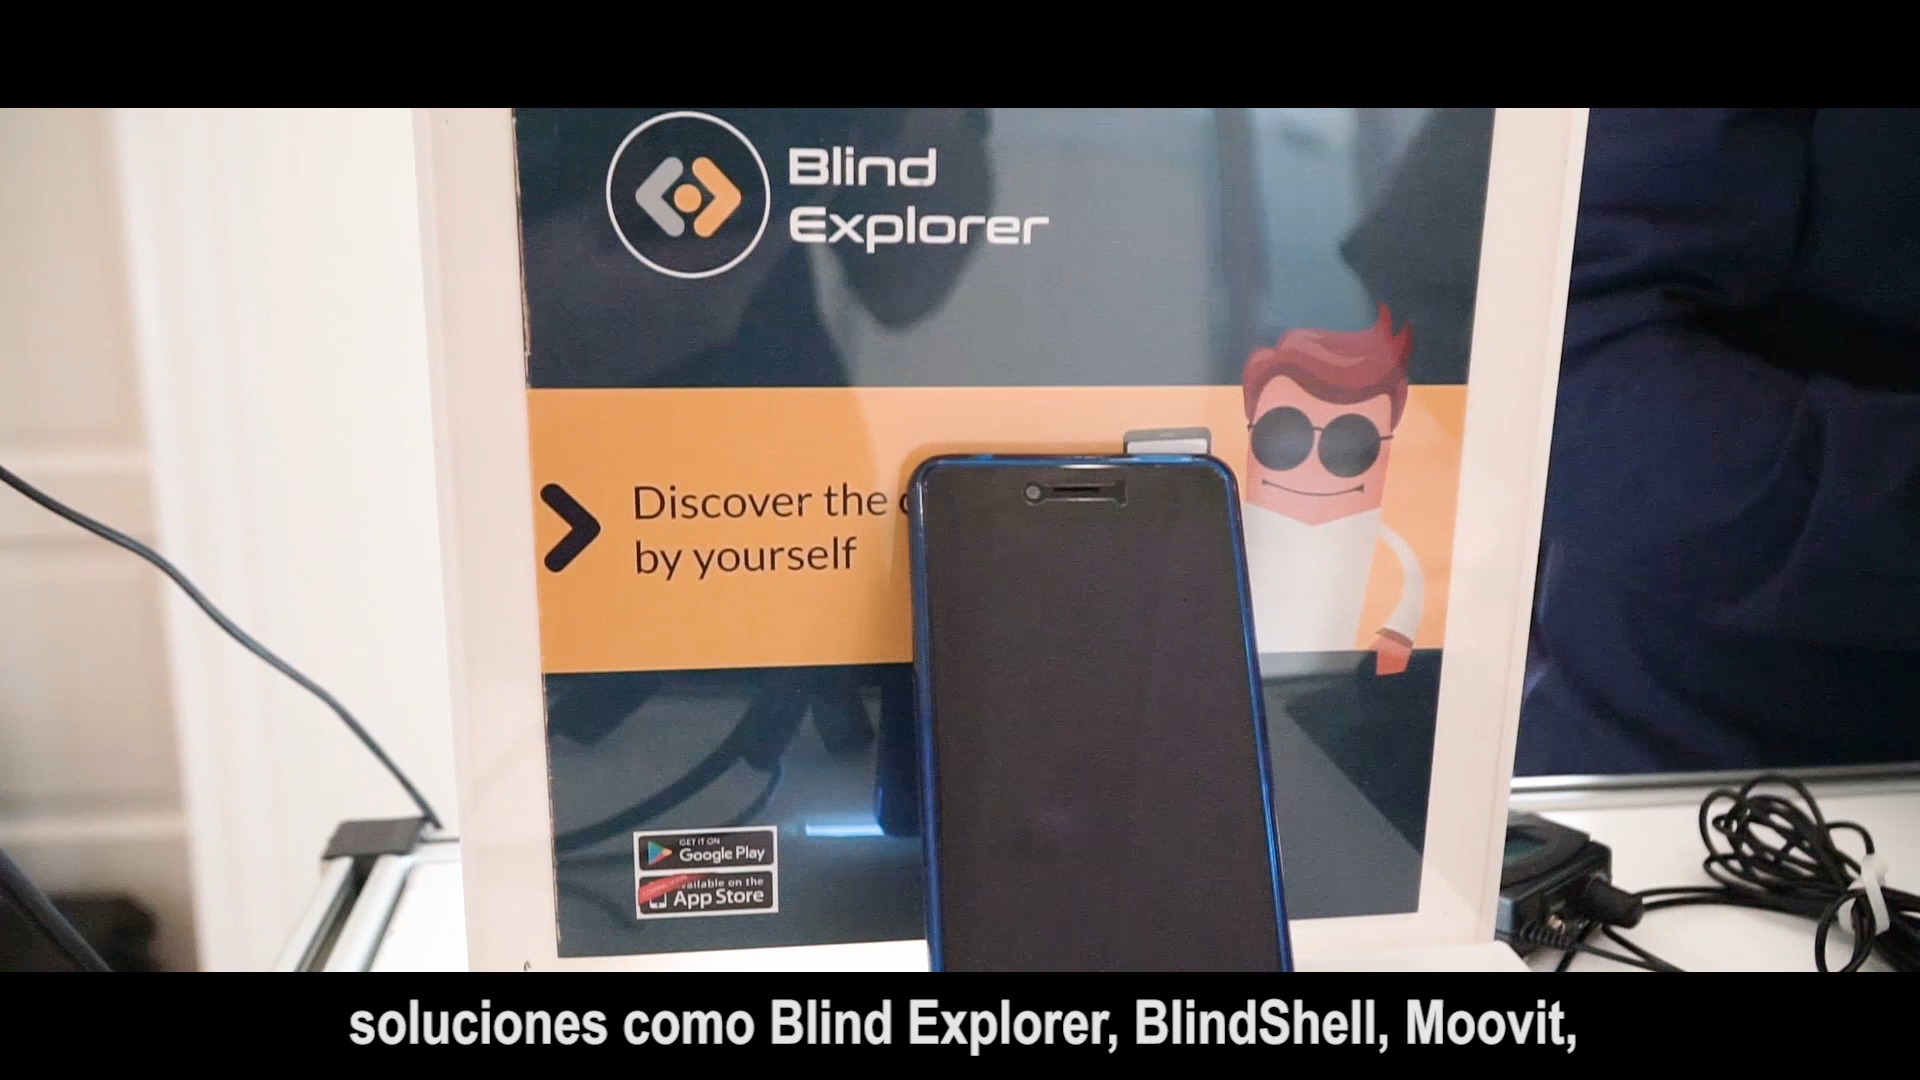 Blind
Explorer
Discover the
by yourself
GET IT ON
Google Play
available on the
App Store
soluciones como Blind Explorer, BlindShell, Moovit,